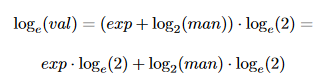 log_e(val) = (exp + log_2(man)) · log_e(2) =
exp · log_e(2) + log_2(man) · log_e(2)